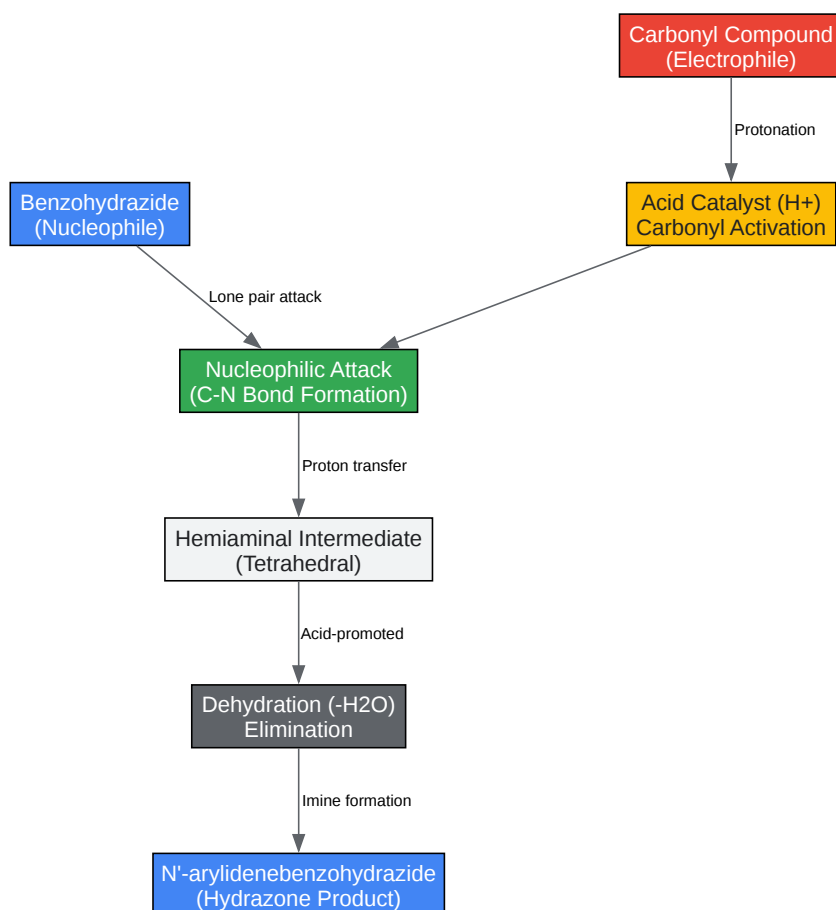 Carbonyl Compound
(Electrophile)
Protonation
Benzohydrazide
(Nucleophile)
Acid Catalyst (H+)
Carbonyl Activation
Lone pair attack
Nucleophilic Attack
(C-N Bond Formation)
Proton transfer
Hemiaminal Intermediate
(Tetrahedral)
Acid-promoted
Dehydration (-H2O)
Elimination
Imine formation
N'-arylidenebenzohydrazide
(Hydrazone Product)